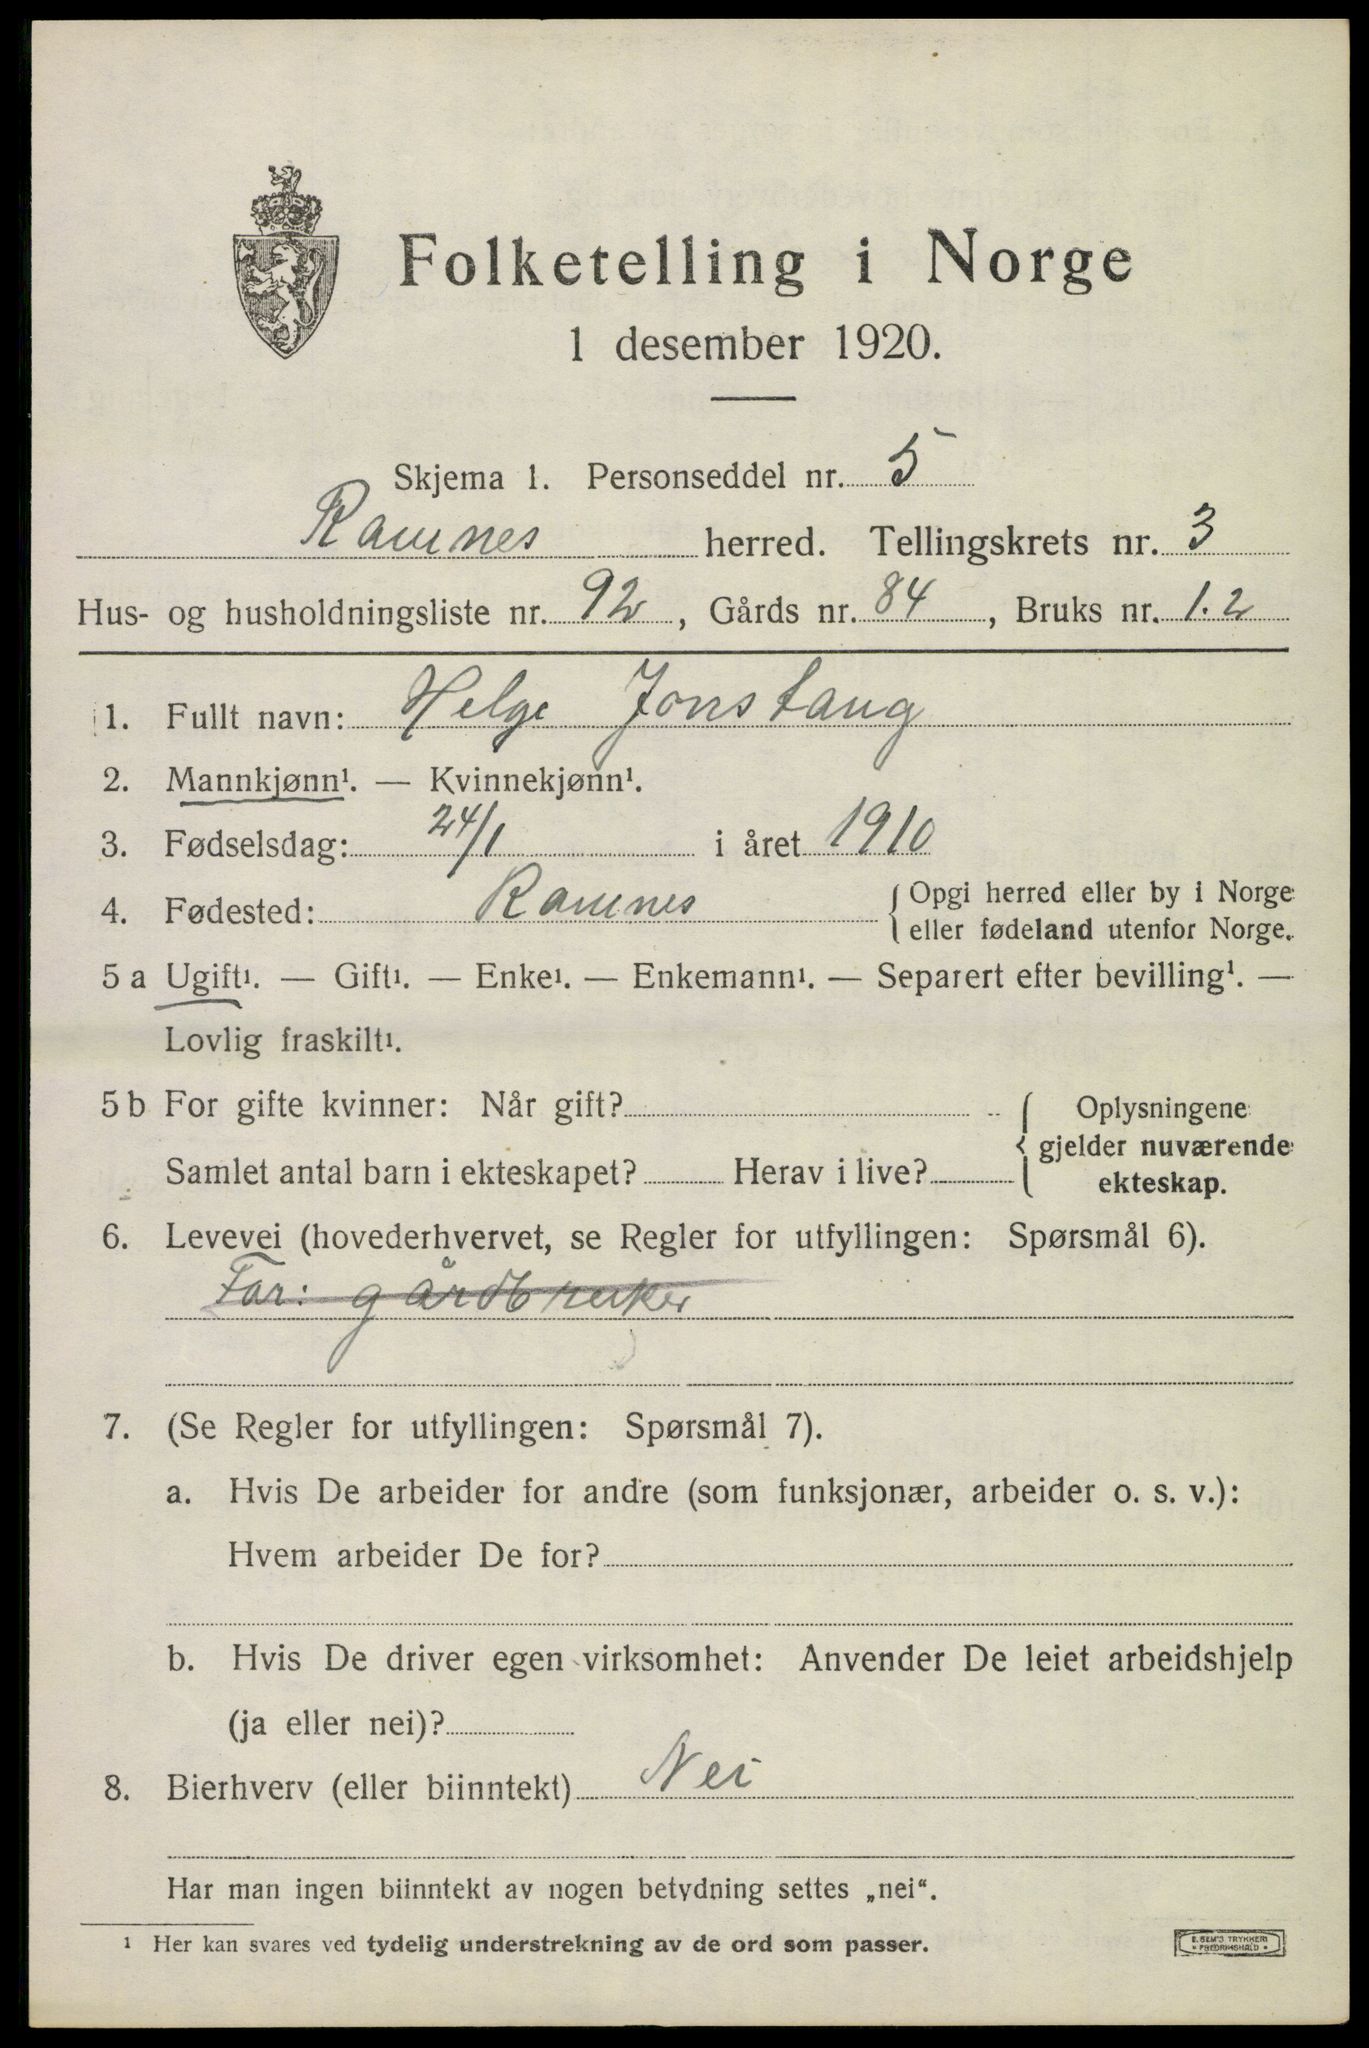 Folketelling i Norge
1 desember 1920.
Skjema 1. Personseddel nr. 5
Ramnes herred. Tellingskrets nr. 3
Hus- og husholdningsliste nr. 92, Gårds nr. 84, Bruks nr. 1.2
1. Fullt navn: Helge Jonstang
2. Mannkjønn¹. — Kvinnekjønn¹.
3. Fødselsdag: 24/1 i året 1910
4. Fødested: Ramnes { Opgi herred eller by i Norge
eller fødeland utenfor Norge.
5 a Ugift¹. — Gift¹. — Enke¹. — Enkemann¹. — Separert efter bevilling¹. —
Lovlig fraskilt¹.
5 b For gifte kvinner: Når gift? { Oplysningene
gjelder nuværende
Samlet antal barn i ekteskapet? Herav i live? ekteskap.
6. Levevei (hovederhvervet, se Regler for utfyllingen: Spørsmål 6).
Far: gårdbruker
7. (Se Regler for utfyllingen: Spørsmål 7).
a. Hvis De arbeider for andre (som funksjonær, arbeider o. s. v.):
Hvem arbeider De for?
b. Hvis De driver egen virksomhet: Anvender De leiet arbeidshjelp
(ja eller nei)?
8. Bierhverv (eller biinntekt) Nei
Har man ingen biinntekt av nogen betydning settes „nei“.
¹ Her kan svares ved tydelig understrekning av de ord som passer.
E. SEM'S TRYKKERI
FREDRIKSHALD